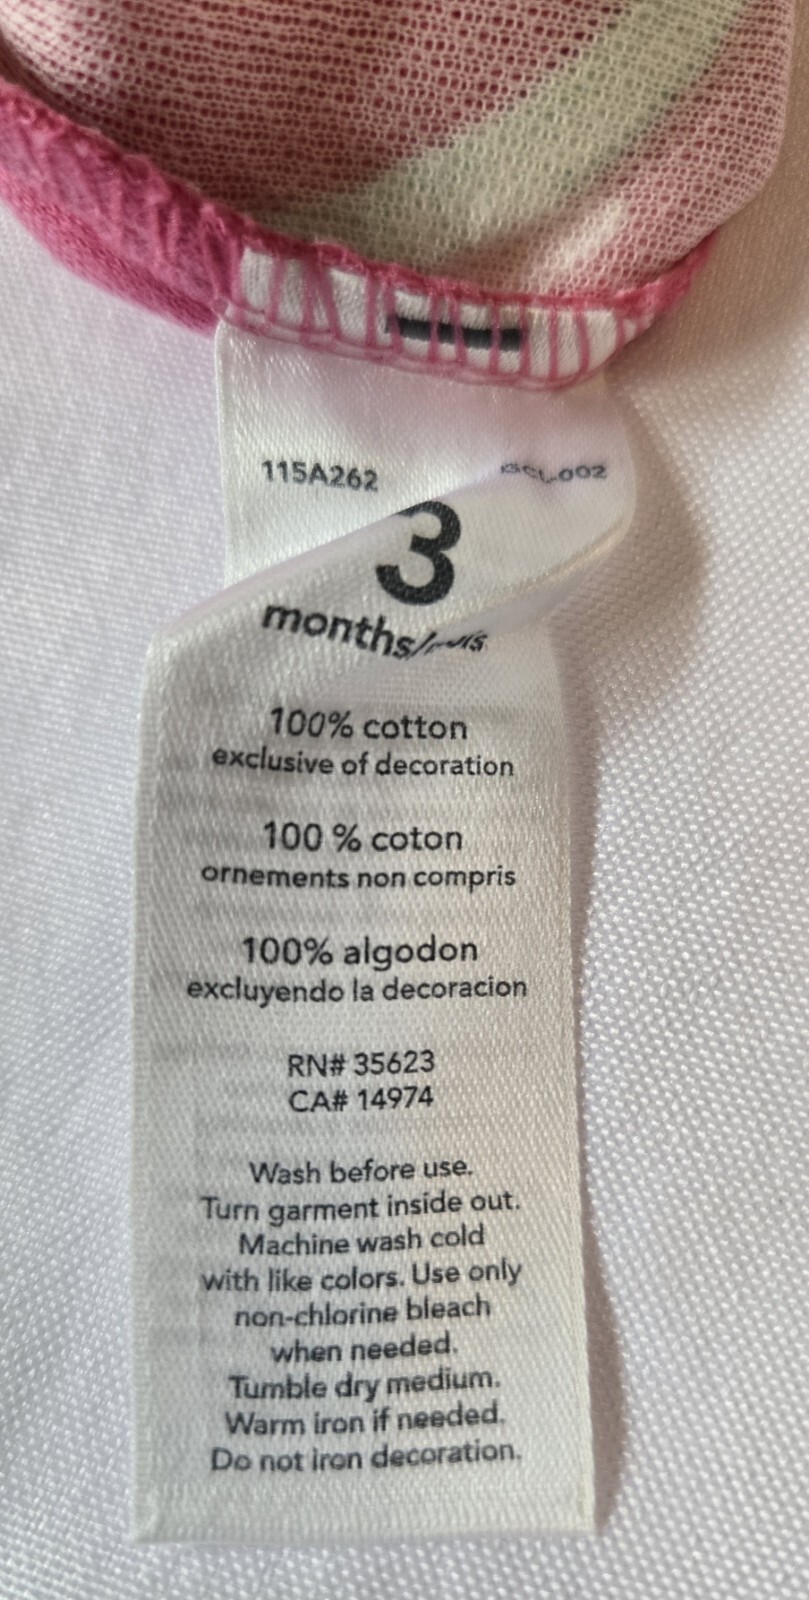 115A262
3
months/
100% cotton
exclusive of decoration
100 % coton
ornements non compris
100% algodon
excluyendo la decoracion
RN# 35623
CA# 14974
Wash before use.
Turn garment inside out.
Machine wash cold
with like colors. Use only
non-chlorine bleach
when needed.
Tumble dry medium.
Warm iron if needed.
Do not iron decoration.